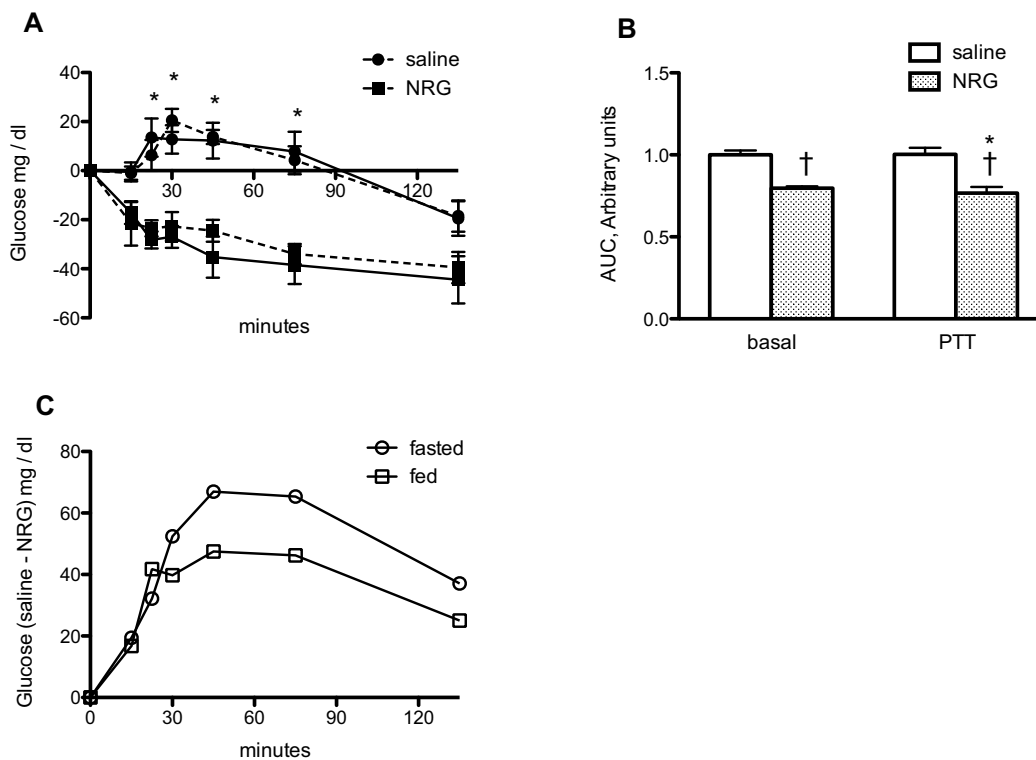 A
saline
NRG
*
*
*
*
40
20
0
-20
-40
-60
30
60
90
120
Glucose mg / dl
minutes
B
saline
NRG
1.5
1.0
0.5
0.0
AUC, Arbitrary units
†
*
†
basal
PTT
C
fasted
fed
80
60
40
20
0
Glucose (saline - NRG) mg / dl
0
30
60
90
120
minutes